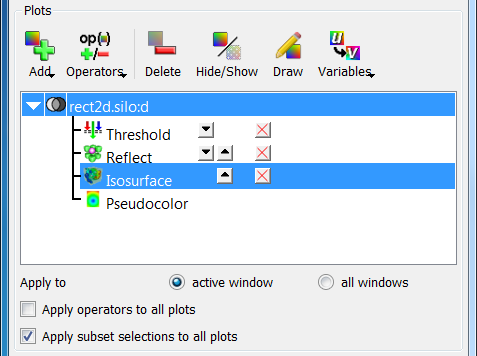 Plots
op( )
+/-
u v
Add Operators Delete Hide/Show Draw Variables
rect2d.silo:d
Threshold
Reflect
Isosurface
Pseudocolor
Apply to active window all windows
Apply operators to all plots
Apply subset selections to all plots